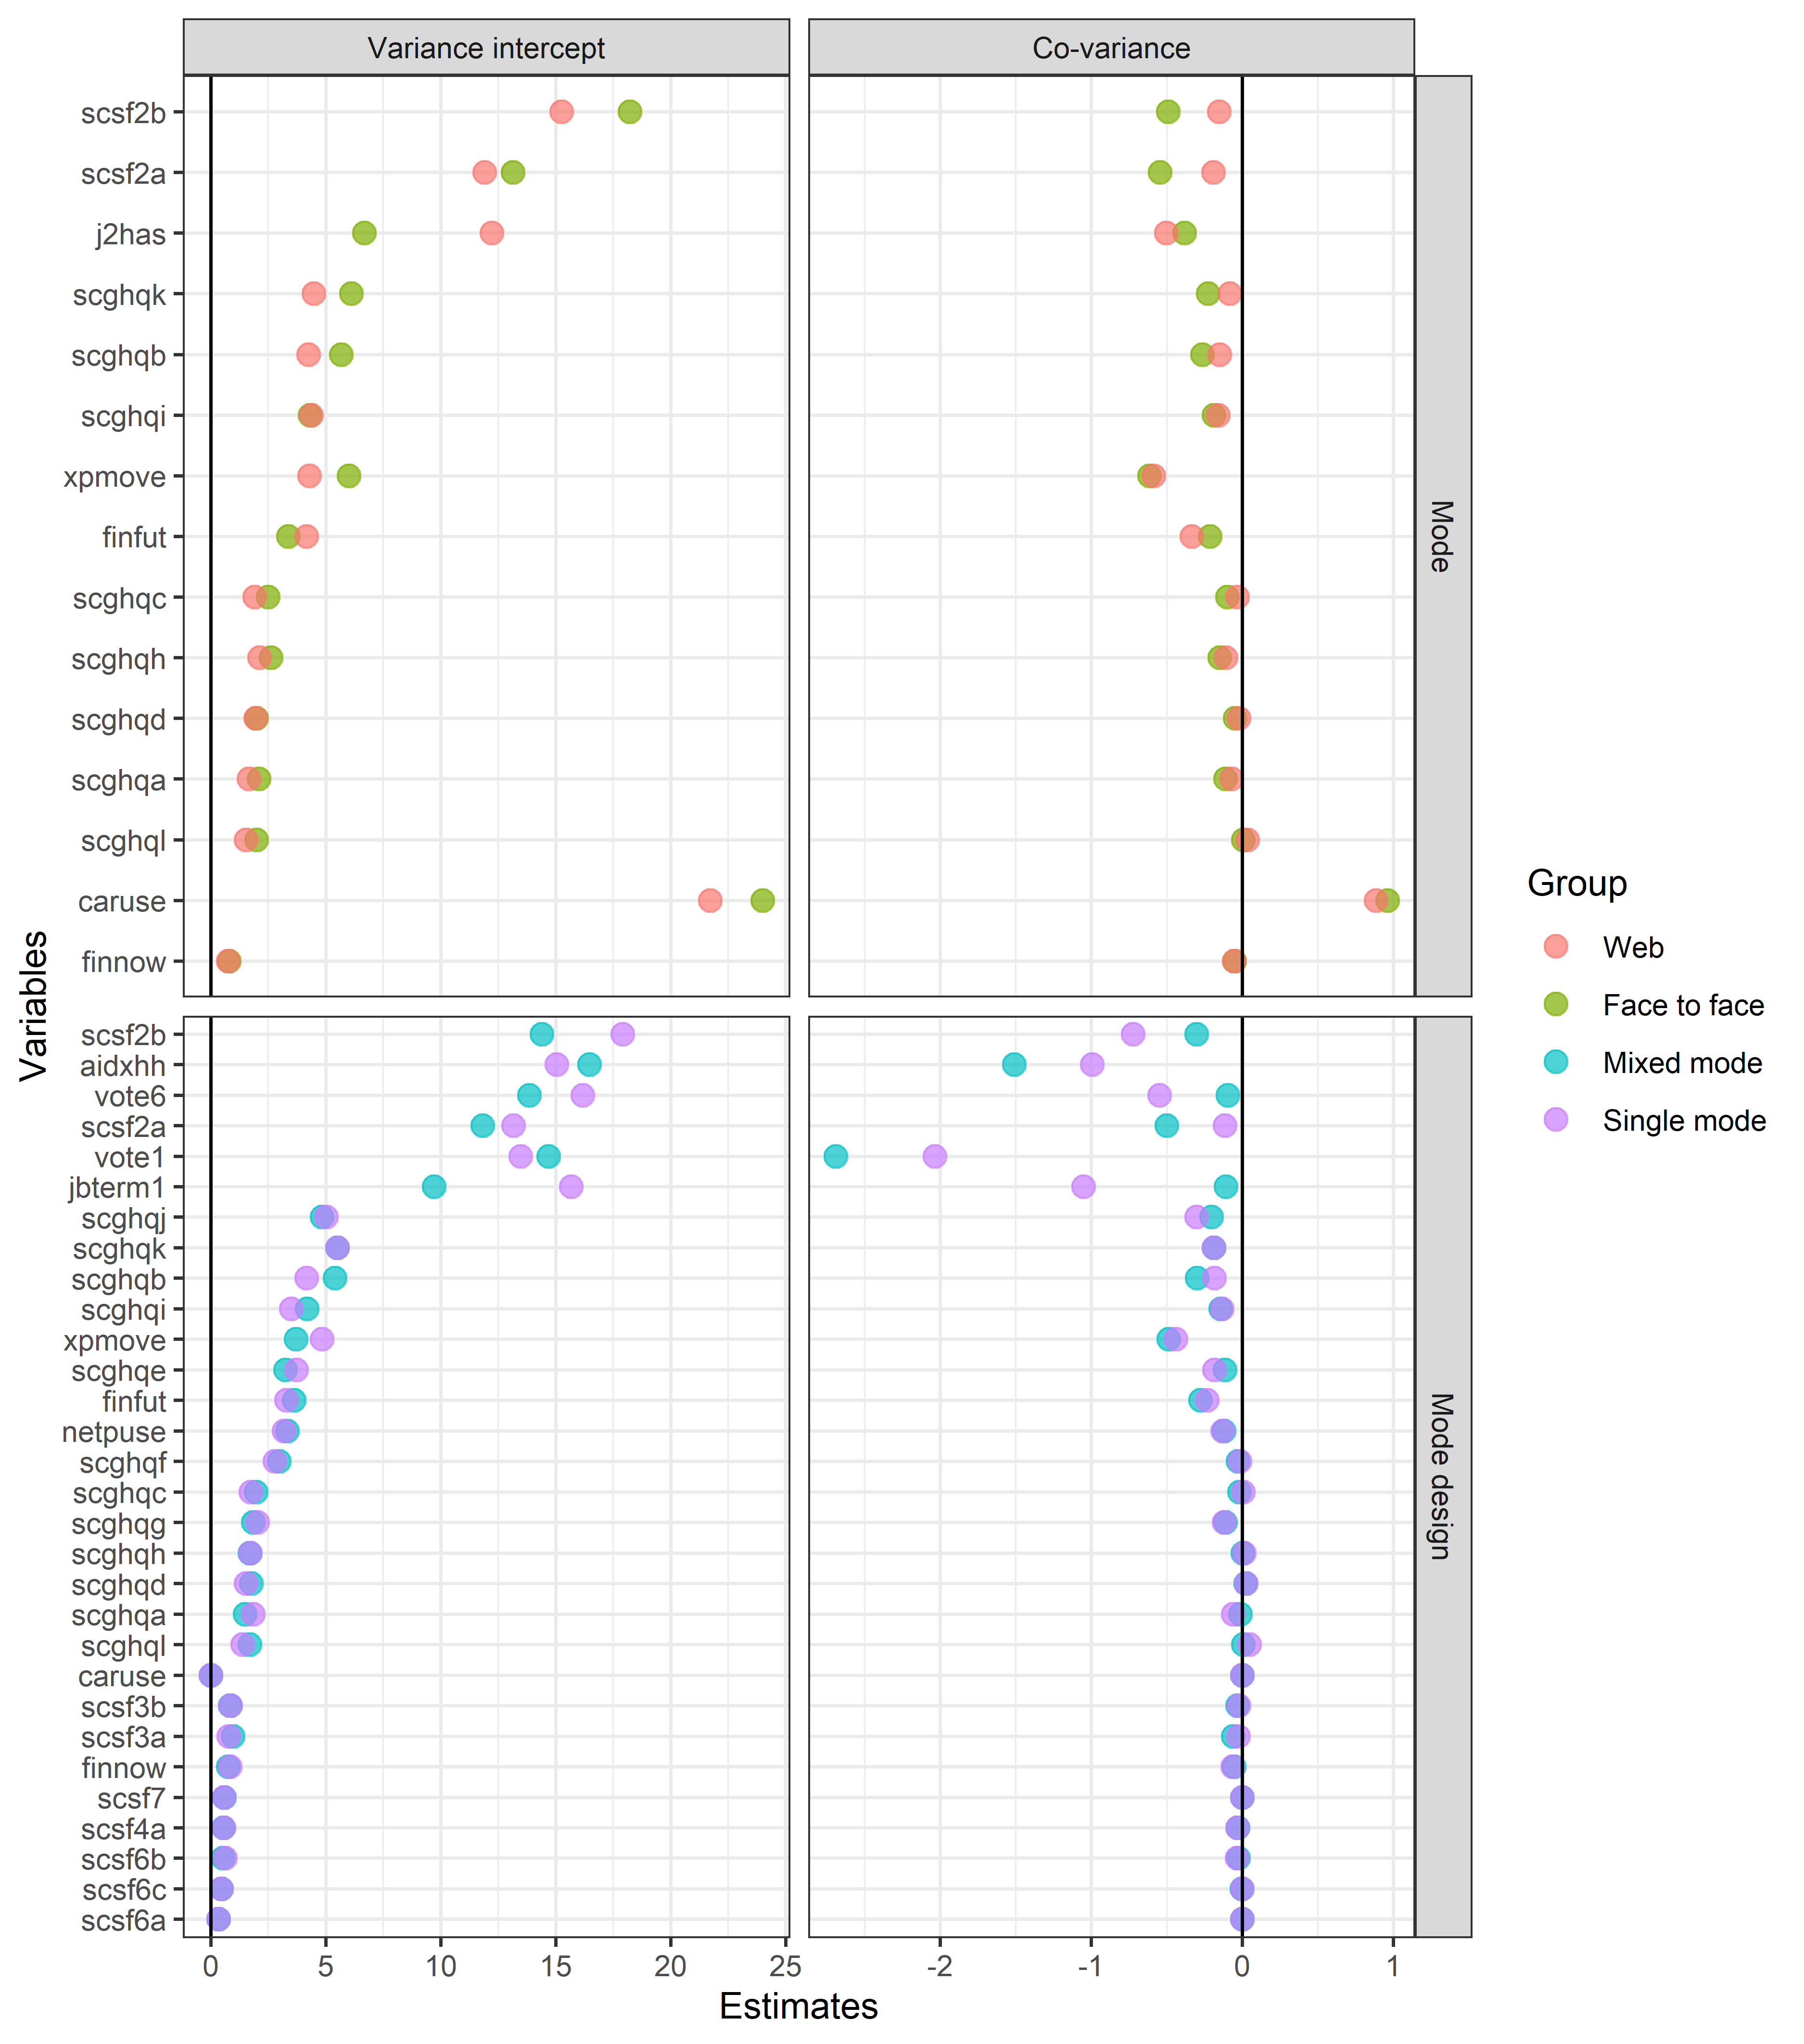 Variance intercept
Co-variance
scsf2b
scsf2a
j2has
scghqk
scghqb
scghqi
xpmove
finfut
scghqc
scghqh
scghqd
scghqa
scghql
caruse
finnow
Mode
scsf2b
aidxhh
vote6
scsf2a
vote1
jbterm1
scghqj
scghqk
scghqb
scghqi
xpmove
scghqe
finfut
netpuse
scghqf
scghqc
scghqg
scghqh
scghqd
scghqa
scghql
caruse
scsf3b
scsf3a
finnow
scsf7
scsf4a
scsf6b
scsf6c
scsf6a
Mode design
0 5 10 15 20 25
-2 -1 0 1
Estimates
Variables
Group
Web
Face to face
Mixed mode
Single mode